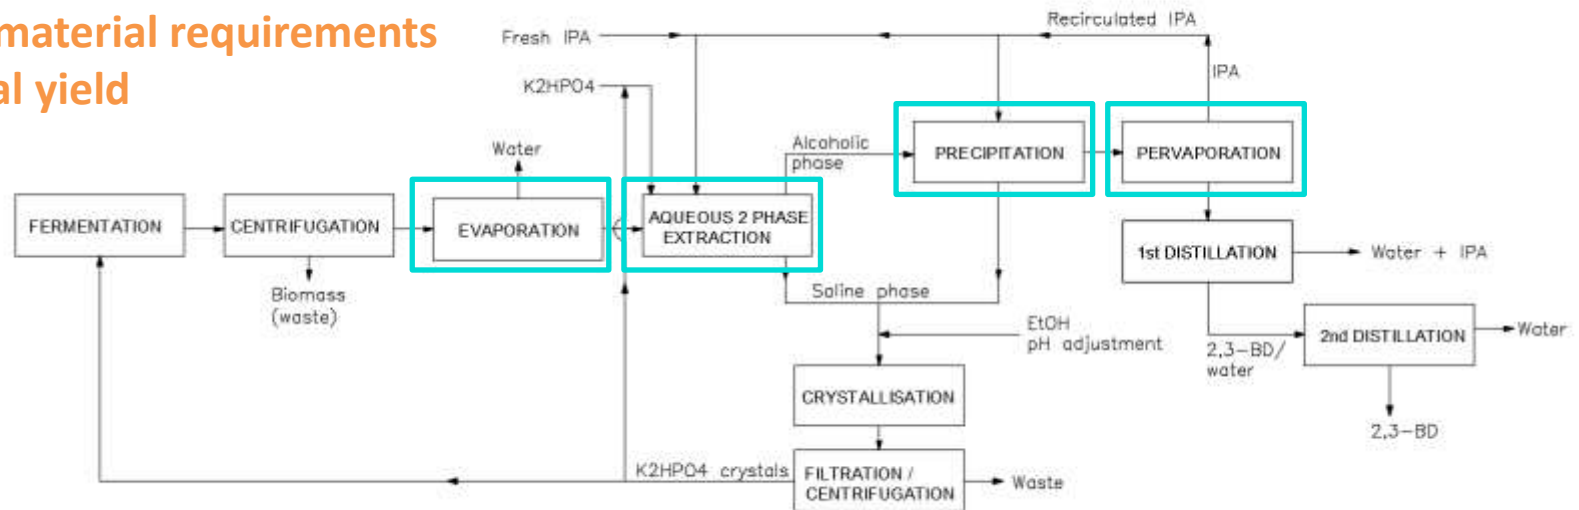 material requirements
al yield
Fresh IPA
Recirculated IPA
K2HPO4
IPA
Water
Alcoholic
phase
PRECIPITATION
PERVAPORATION
FERMENTATION
CENTRIFUGATION
EVAPORATION
AQUEOUS 2 PHASE
EXTRACTION
1st DISTILLATION
Water + IPA
Biomass
(waste)
Saline phase
EtOH
pH adjustment
2,3-BD/
water
2nd DISTILLATION
Water
CRYSTALLISATION
2,3-BD
K2HPO4 crystals
FILTRATION /
CENTRIFUGATION
Waste